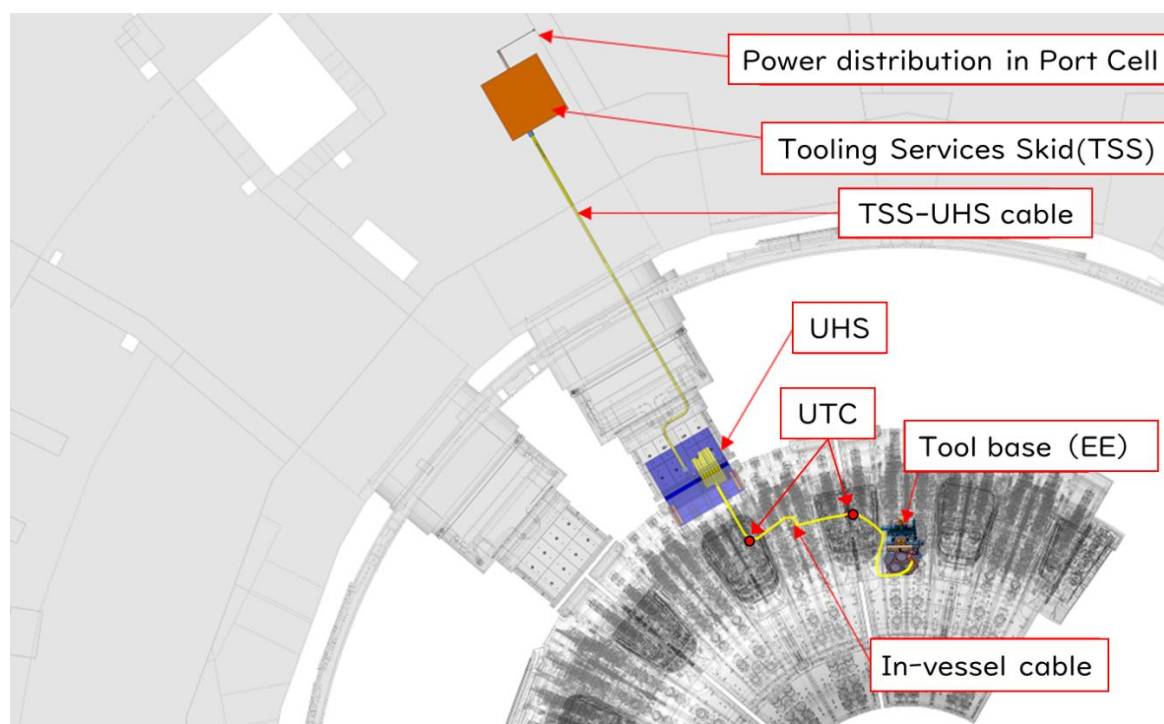 Power distribution in Port Cell
Tooling Services Skid(TSS)
TSS-UHS cable
UHS
UTC
Tool base (EE)
In-vessel cable